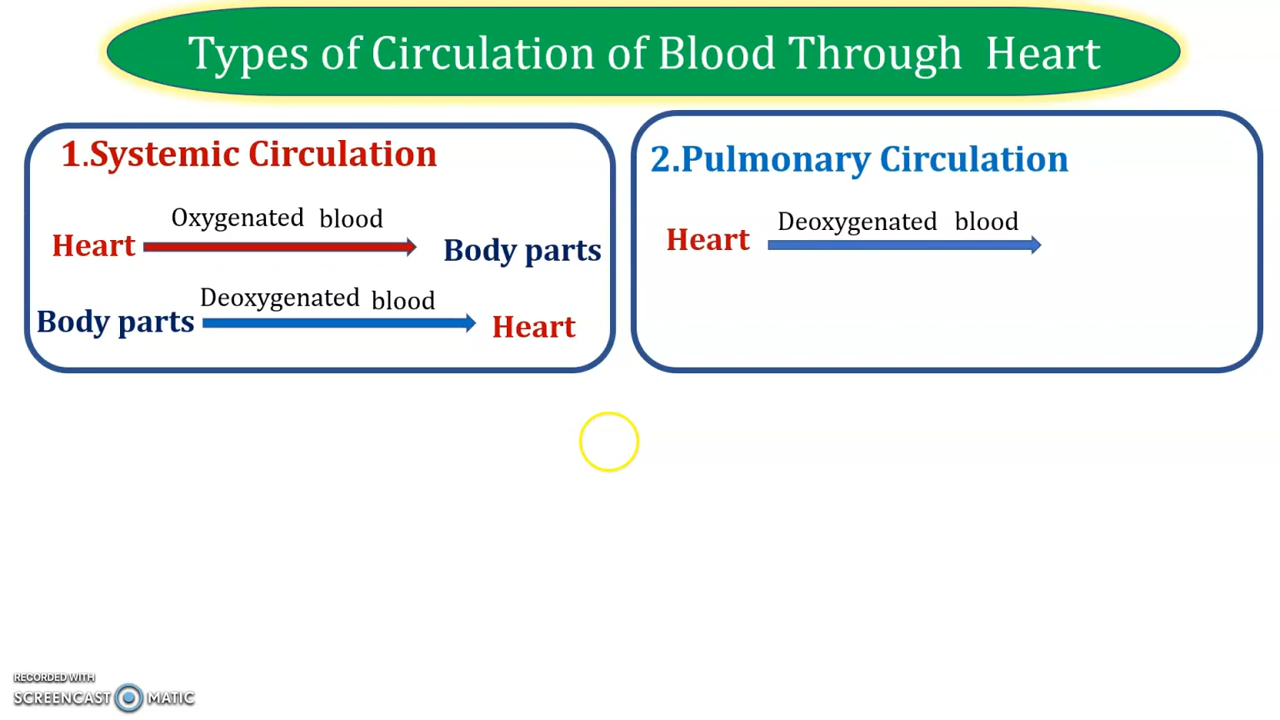 Types of Circulation of Blood Through Heart
1.Systemic Circulation
Oxygenated blood
Heart Body parts
Deoxygenated blood
Body parts Heart
2.Pulmonary Circulation
Deoxygenated blood
Heart
RECORDED WITH
SCREENCAST MATIC